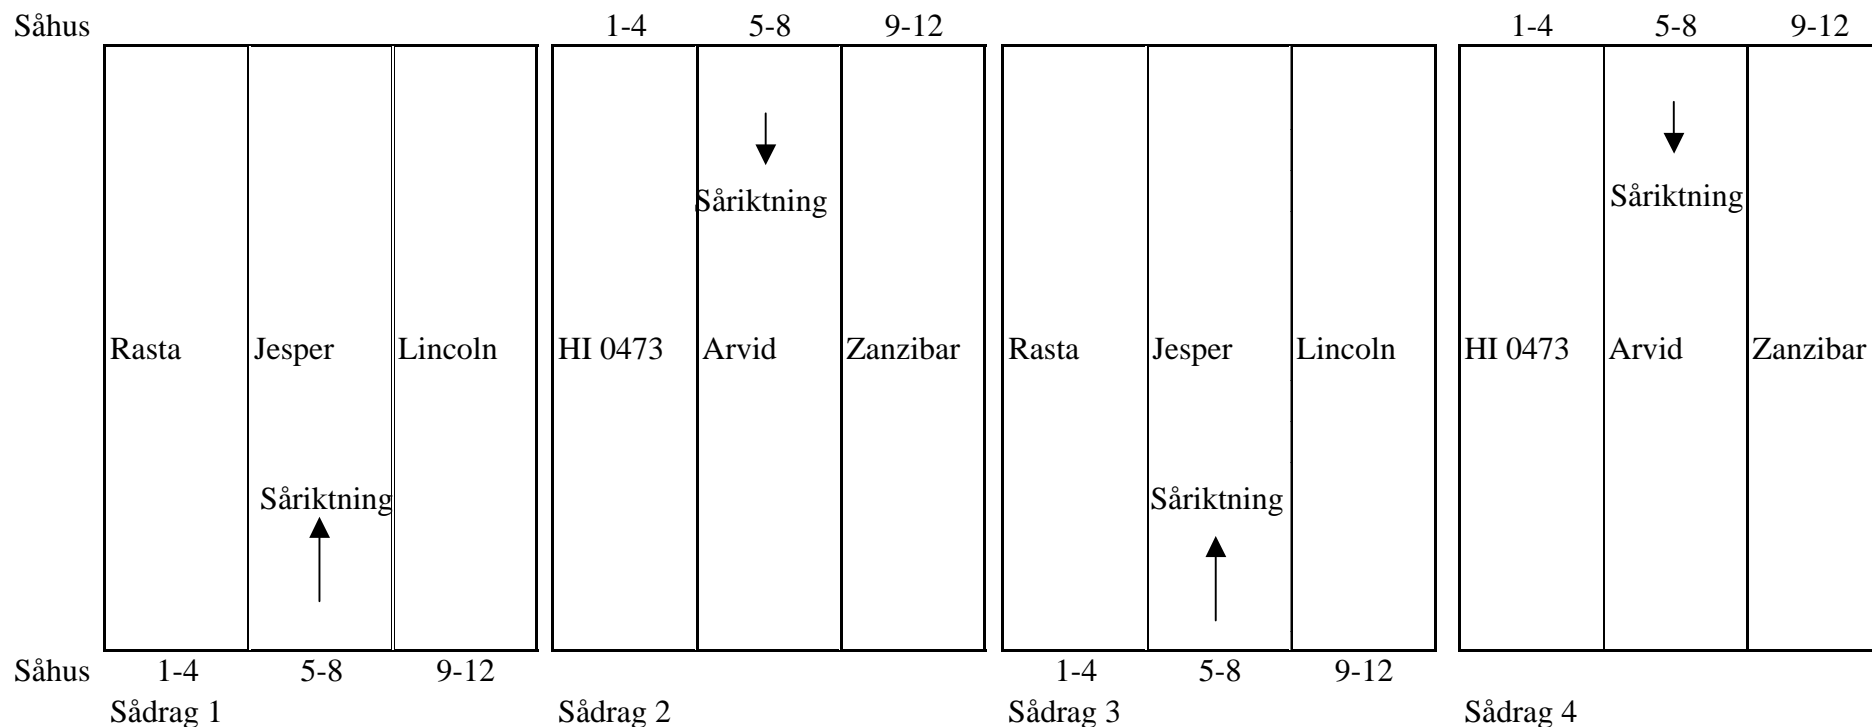 Såhus 1-4 5-8 9-12 1-4 5-8 9-12
Såriktning Såriktning
Rasta Jesper Lincoln HI 0473 Arvid Zanzibar Rasta Jesper Lincoln HI 0473 Arvid Zanzibar
Såriktning Såriktning
Såhus 1-4 5-8 9-12 1-4 5-8 9-12
Sådrag 1 Sådrag 2 Sådrag 3 Sådrag 4